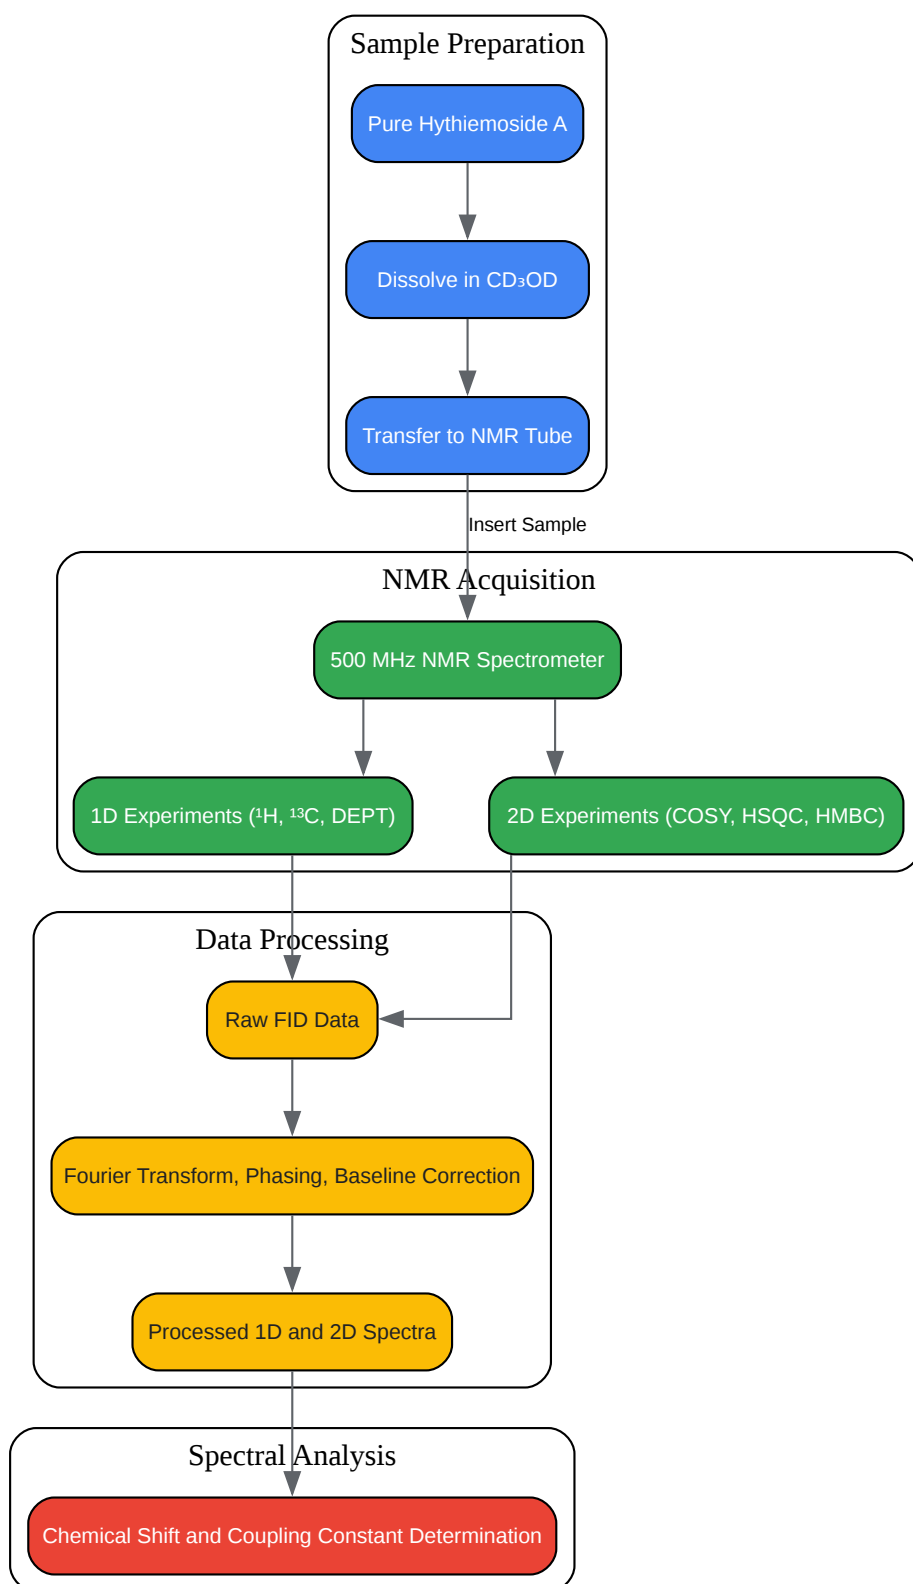 Sample Preparation
Pure Hythiemoside A
Dissolve in CD₃OD
Transfer to NMR Tube
Insert Sample
NMR Acquisition
500 MHz NMR Spectrometer
1D Experiments (¹H, ¹³C, DEPT)
2D Experiments (COSY, HSQC, HMBC)
Data Processing
Raw FID Data
Fourier Transform, Phasing, Baseline Correction
Processed 1D and 2D Spectra
Spectral Analysis
Chemical Shift and Coupling Constant Determination